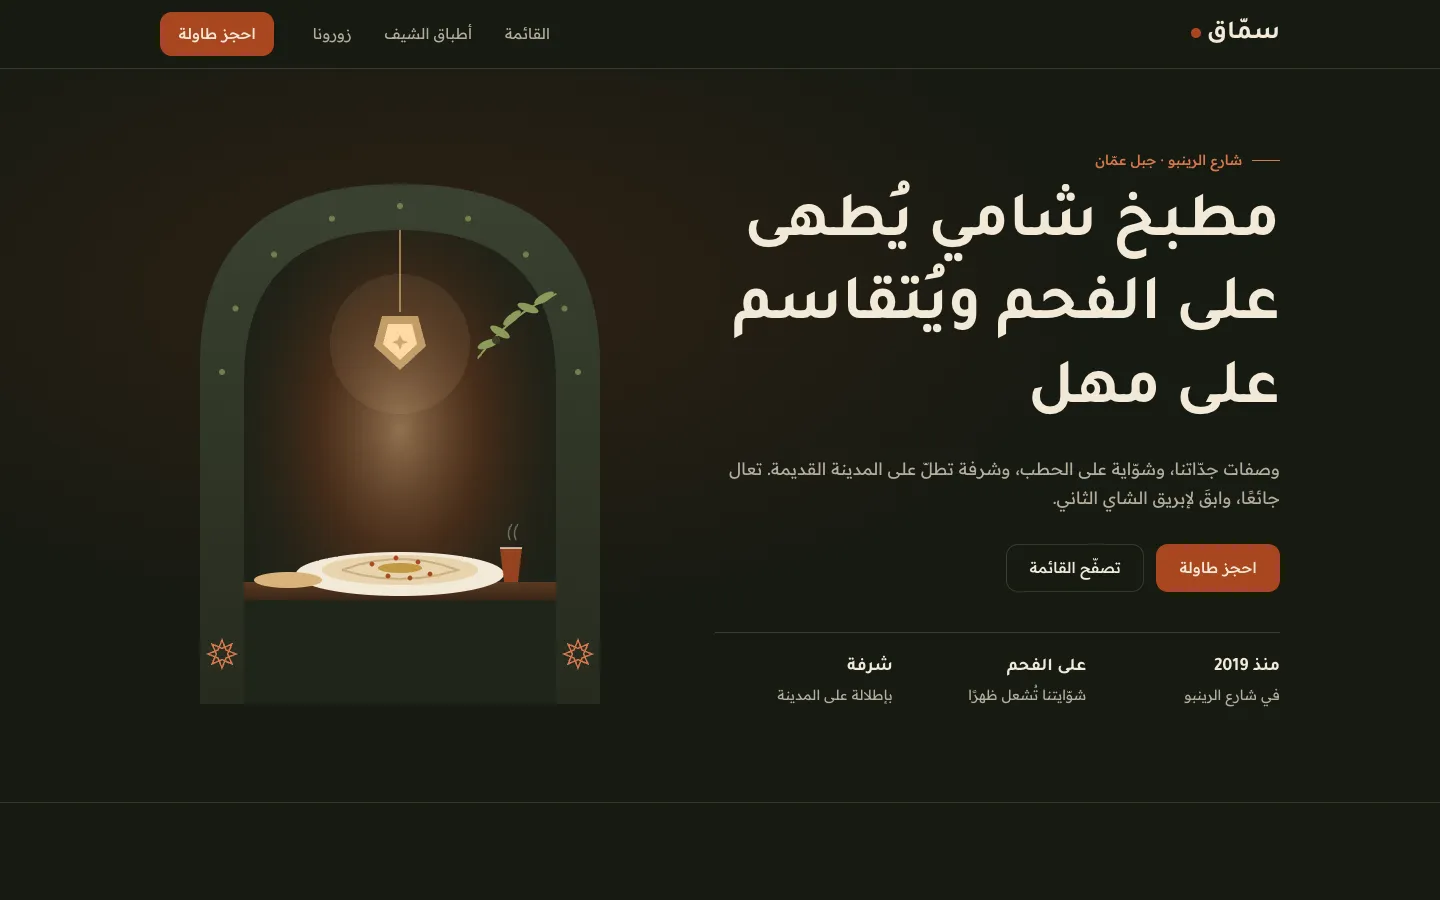 سمّاق
القائمة
أطباق الشيف
زورونا
احجز طاولة
شارع الرينبو · جبل عمّان
مطبخ شامي يُطهى
على الفحم ويُتقاسم
على مهل
وصفات جدّاتنا، وشوّاية على الحطب، وشرفة تطلّ على المدينة القديمة. تعال
جائعًا، وابقَ لإبريق الشاي الثاني.
احجز طاولة
تصفّح القائمة
منذ 2019
في شارع الرينبو
على الفحم
شوّايتنا تُشعل ظهرًا
شرفة
بإطلالة على المدينة